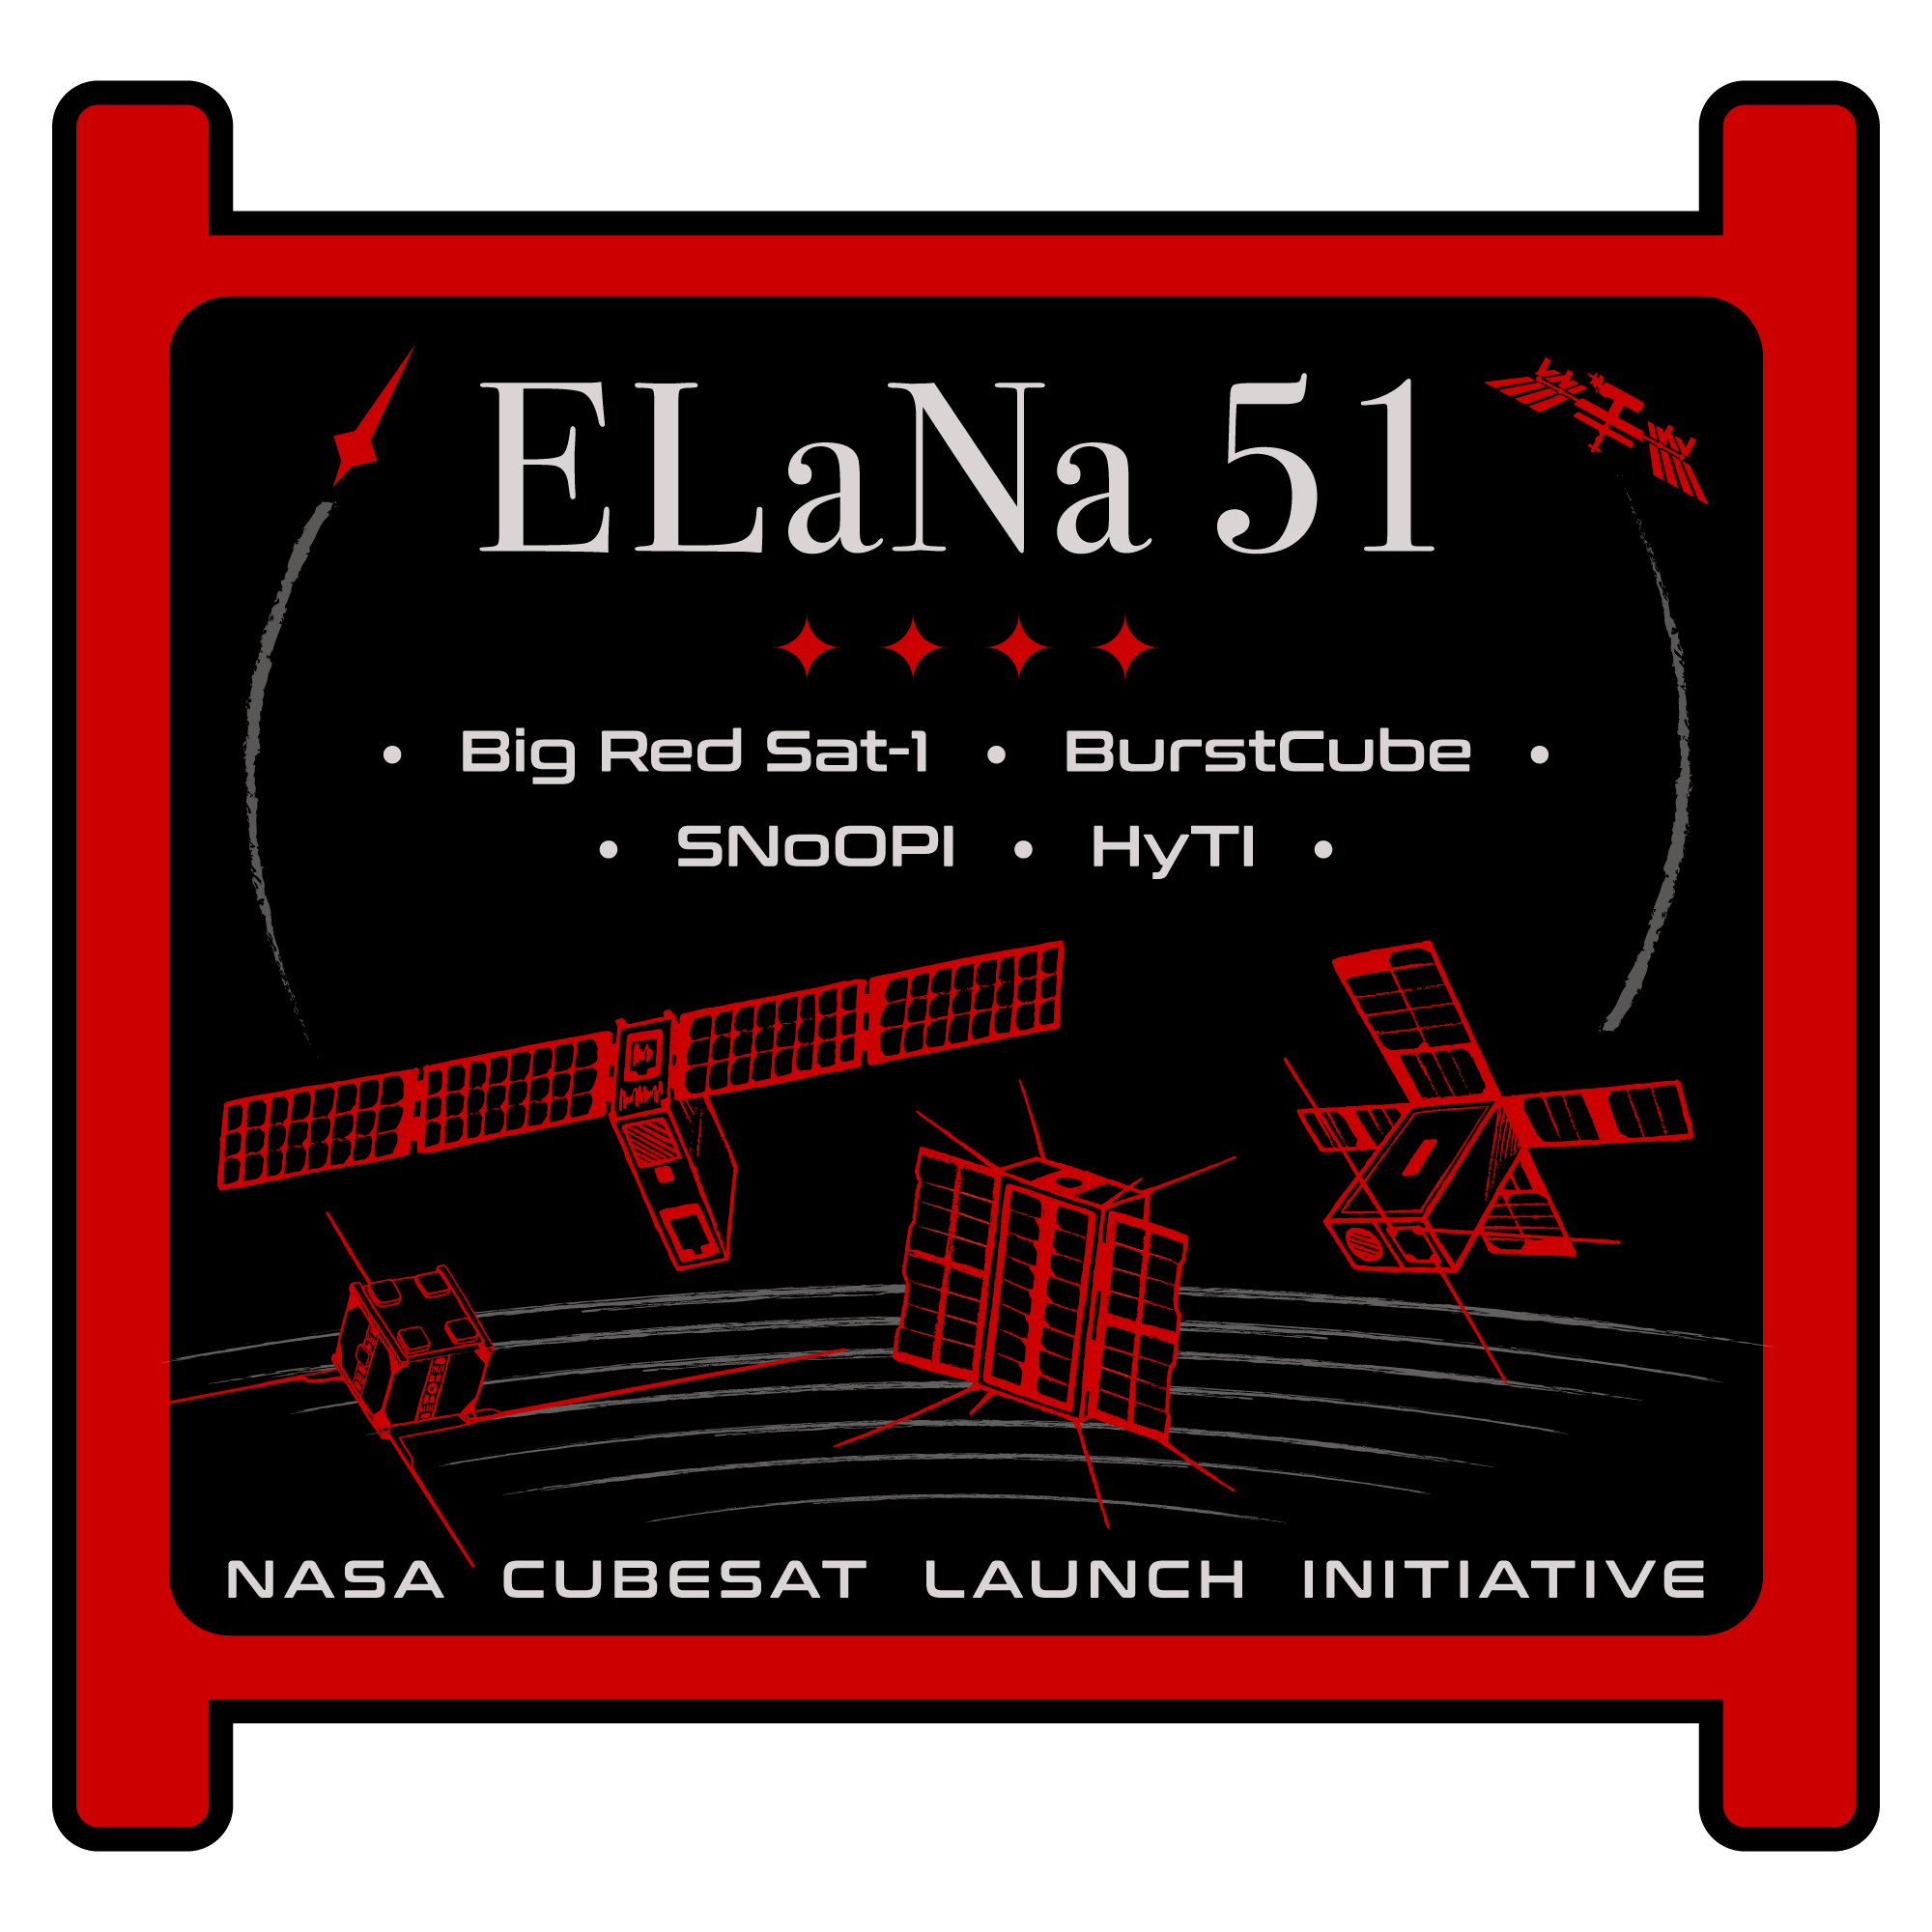 ELaNa 51
• Big Red Sat-1 • BurstCube •
• SNoOPI • HyTI •
NASA CUBESAT LAUNCH INITIATIVE